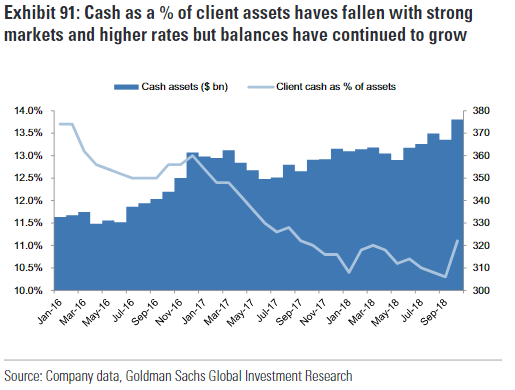 Exhibit 91: Cash as a % of client assets haves fallen with strong
markets and higher rates but balances have continued to grow
Cash assets ($ bn)
Client cash as % of assets
14.0%
13.5%
13.0%
12.5%
12.0%
11.5%
11.0%
10.5%
10.0%
380
370
360
350
340
330
320
310
300
Jan-16
Mar-16
May-16
Jul-16
Sep-16
Nov-16
Jan-17
Mar-17
May-17
Jul-17
Sep-17
Nov-17
Jan-18
Mar-18
May-18
Jul-18
Sep-18
Source: Company data, Goldman Sachs Global Investment Research